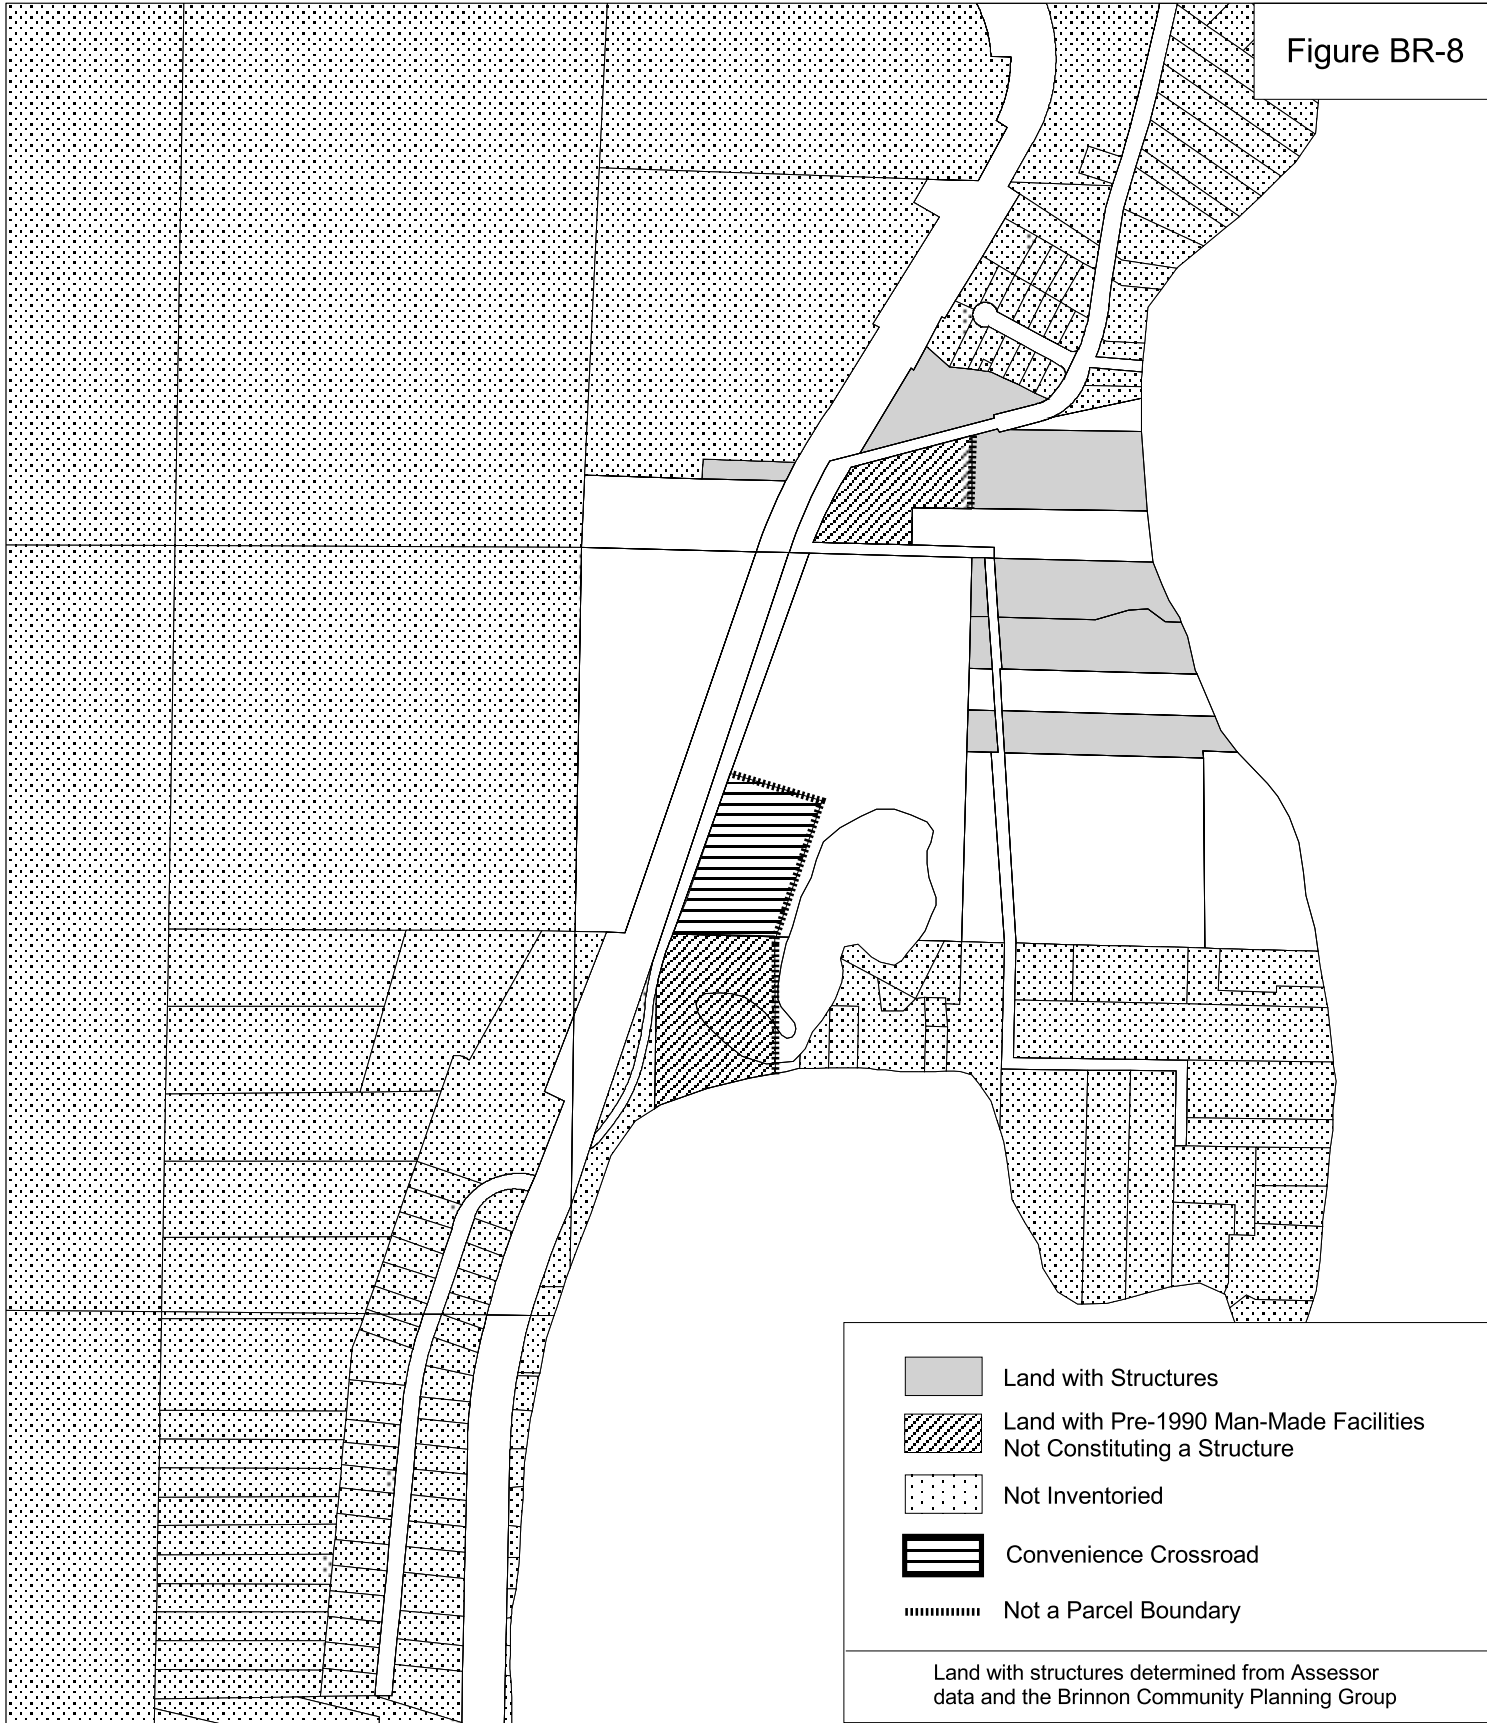 Figure BR-8
Land with Structures
Land with Pre-1990 Man-Made Facilities
Not Constituting a Structure
Not Inventoried
Convenience Crossroad
Not a Parcel Boundary
Land with structures determined from Assessor
data and the Brinnon Community Planning Group